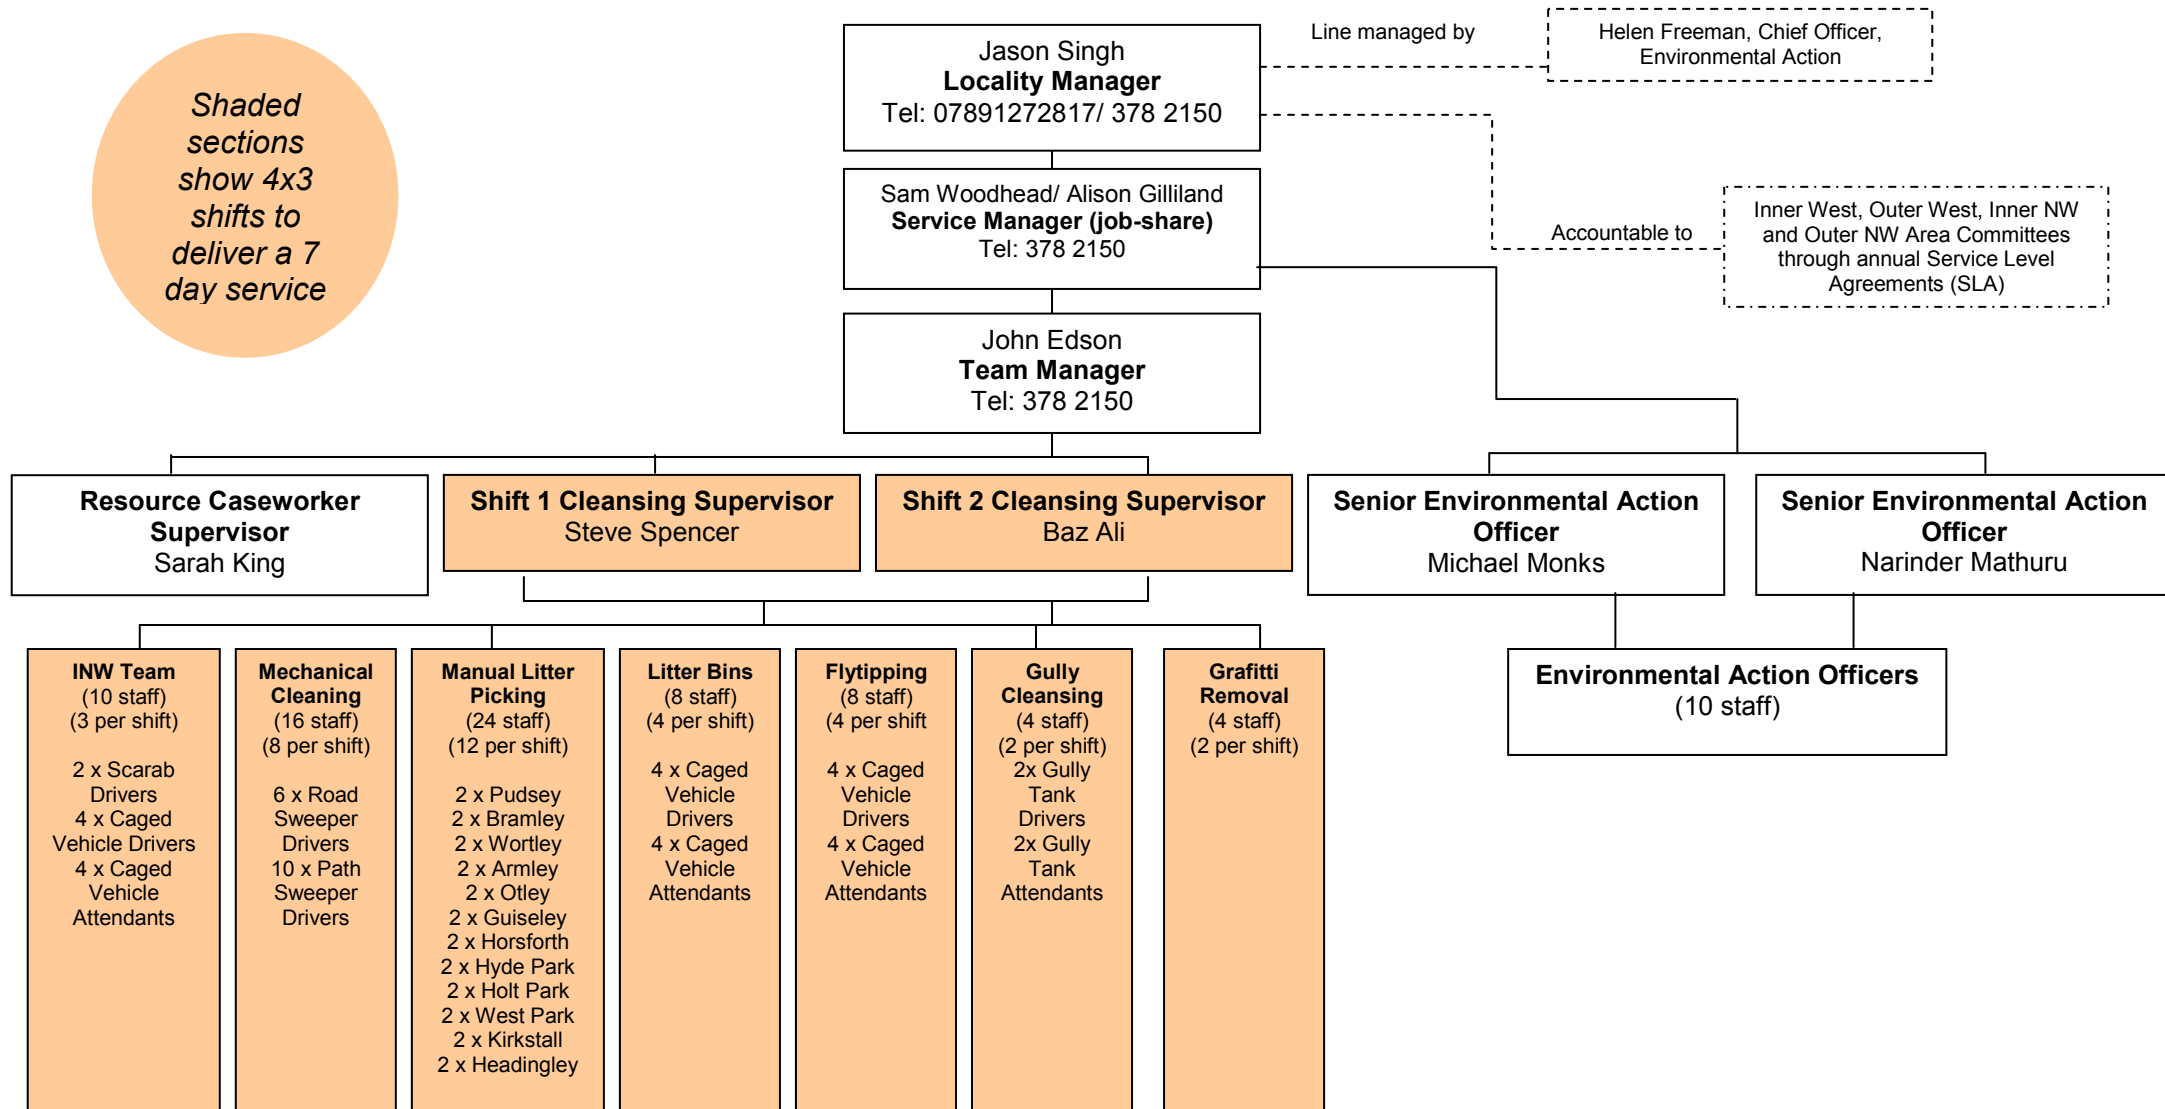 Shaded
sections
show 4x3
shifts to
deliver a 7
day service
Jason Singh
Locality Manager
Tel: 07891272817/ 378 2150
Line managed by
Helen Freeman, Chief Officer,
Environmental Action
Sam Woodhead/ Alison Gilliland
Service Manager (job-share)
Tel: 378 2150
Accountable to
Inner West, Outer West, Inner NW
and Outer NW Area Committees
through annual Service Level
Agreements (SLA)
John Edson
Team Manager
Tel: 378 2150
Resource Caseworker
Supervisor
Sarah King
Shift 1 Cleansing Supervisor
Steve Spencer
Shift 2 Cleansing Supervisor
Baz Ali
Senior Environmental Action
Officer
Michael Monks
Senior Environmental Action
Officer
Narinder Mathuru
INW Team
(10 staff)
(3 per shift)
2 x Scarab
Drivers
4 x Caged
Vehicle Drivers
4 x Caged
Vehicle
Attendants
Mechanical
Cleaning
(16 staff)
(8 per shift)
6 x Road
Sweeper
Drivers
10 x Path
Sweeper
Drivers
Manual Litter
Picking
(24 staff)
(12 per shift)
2 x Pudsey
2 x Bramley
2 x Wortley
2 x Armley
2 x Otley
2 x Guiseley
2 x Horsforth
2 x Hyde Park
2 x Holt Park
2 x West Park
2 x Kirkstall
2 x Headingley
Litter Bins
(8 staff)
(4 per shift)
4 x Caged
Vehicle
Drivers
4 x Caged
Vehicle
Attendants
Flytipping
(8 staff)
(4 per shift
4 x Caged
Vehicle
Drivers
4 x Caged
Vehicle
Attendants
Gully
Cleansing
(4 staff)
(2 per shift)
2x Gully
Tank
Drivers
2x Gully
Tank
Attendants
Grafitti
Removal
(4 staff)
(2 per shift)
Environmental Action Officers
(10 staff)